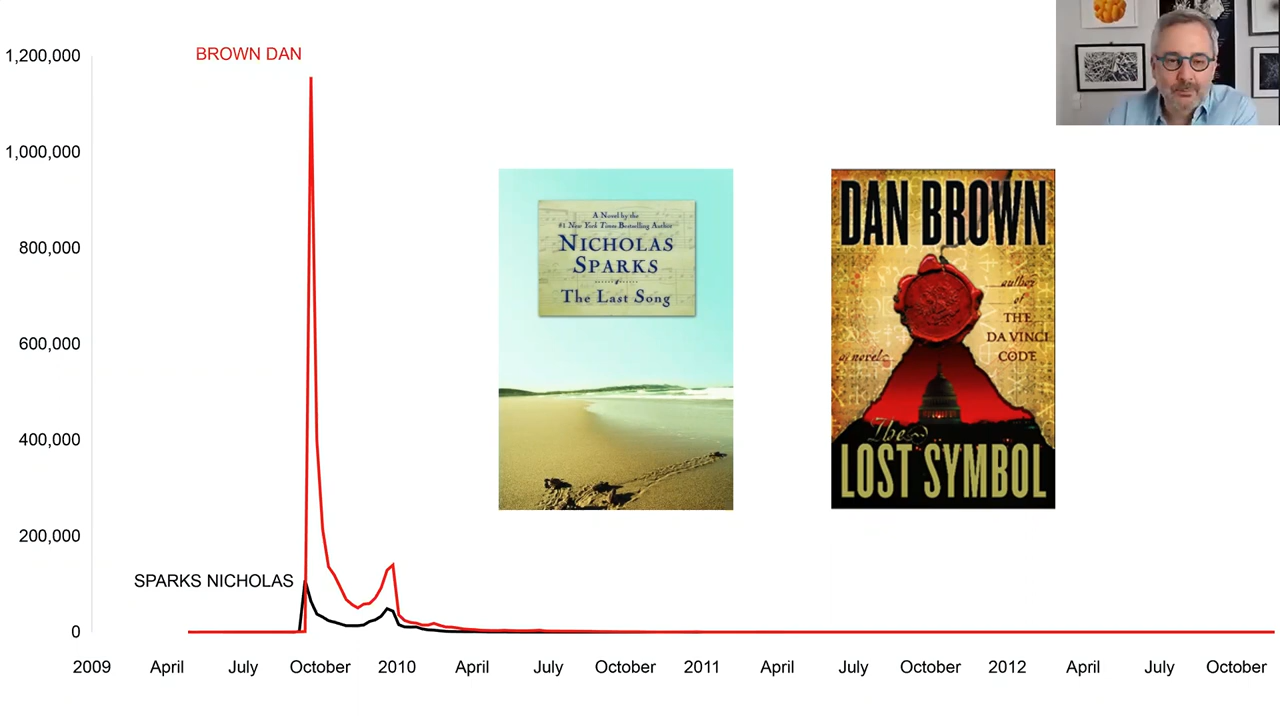 1,200,000
1,000,000
800,000
600,000
400,000
200,000
0
BROWN DAN
SPARKS NICHOLAS
2009 April July October 2010 April July October 2011 April July October 2012 April July October
A Novel by the
#1 New York Times Bestselling Author
NICHOLAS
SPARKS
The Last Song
DAN BROWN
author
of
THE
DA VINCI
CODE
a novel
The
LOST SYMBOL